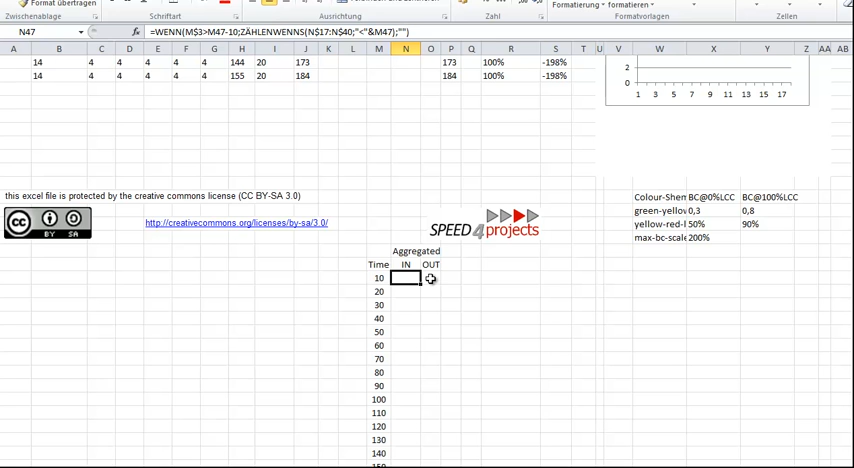 Format übertragen
Formatierung formatieren
Zwischenablage Schriftart Ausrichtung Zahl Formatvorlagen Zellen
N47 fx =WENN(M$3>M47-10;ZÄHLENWENNS(N$17:N$40;"<"&M47);"")
A B C D E F G H I J K L M N O P Q R S T U V W X Y Z AA AB
14 4 4 4 4 4 144 20 173 173 100% -198%
14 4 4 4 4 4 155 20 184 184 100% -198%
2
0
1 3 5 7 9 11 13 15 17
this excel file is protected by the creative commons license (CC BY-SA 3.0)
Colour-Shem BC@0%LCC BC@100%LCC
green-yellov 0,3 0,8
yellow-red-l 50% 90%
max-bc-scale 200%
cc BY SA
http://creativecommons.org/licenses/by-sa/3.0/
SPEED4projects
Aggregated
Time IN OUT
10
20
30
40
50
60
70
80
90
100
110
120
130
140
150